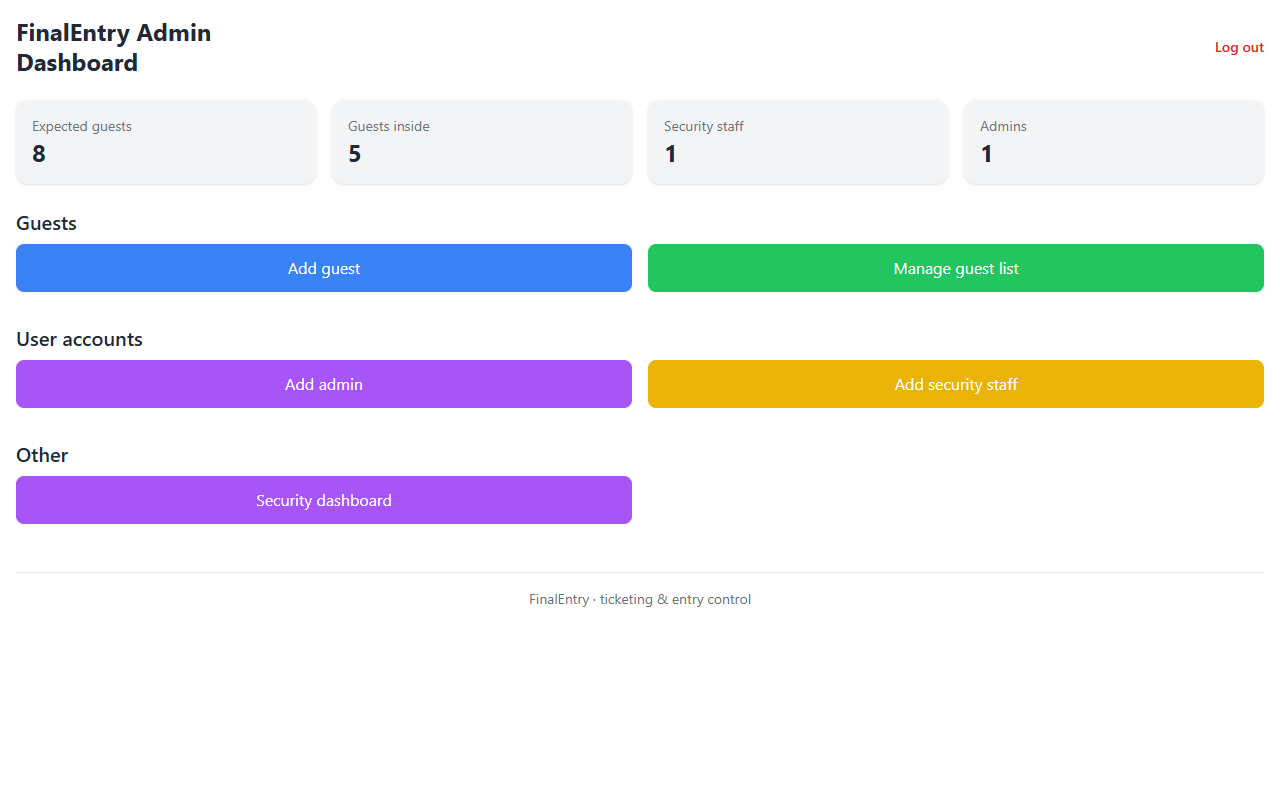 FinalEntry Admin
Dashboard
Log out
Expected guests
8
Guests inside
5
Security staff
1
Admins
1
Guests
Add guest
Manage guest list
User accounts
Add admin
Add security staff
Other
Security dashboard
FinalEntry · ticketing & entry control